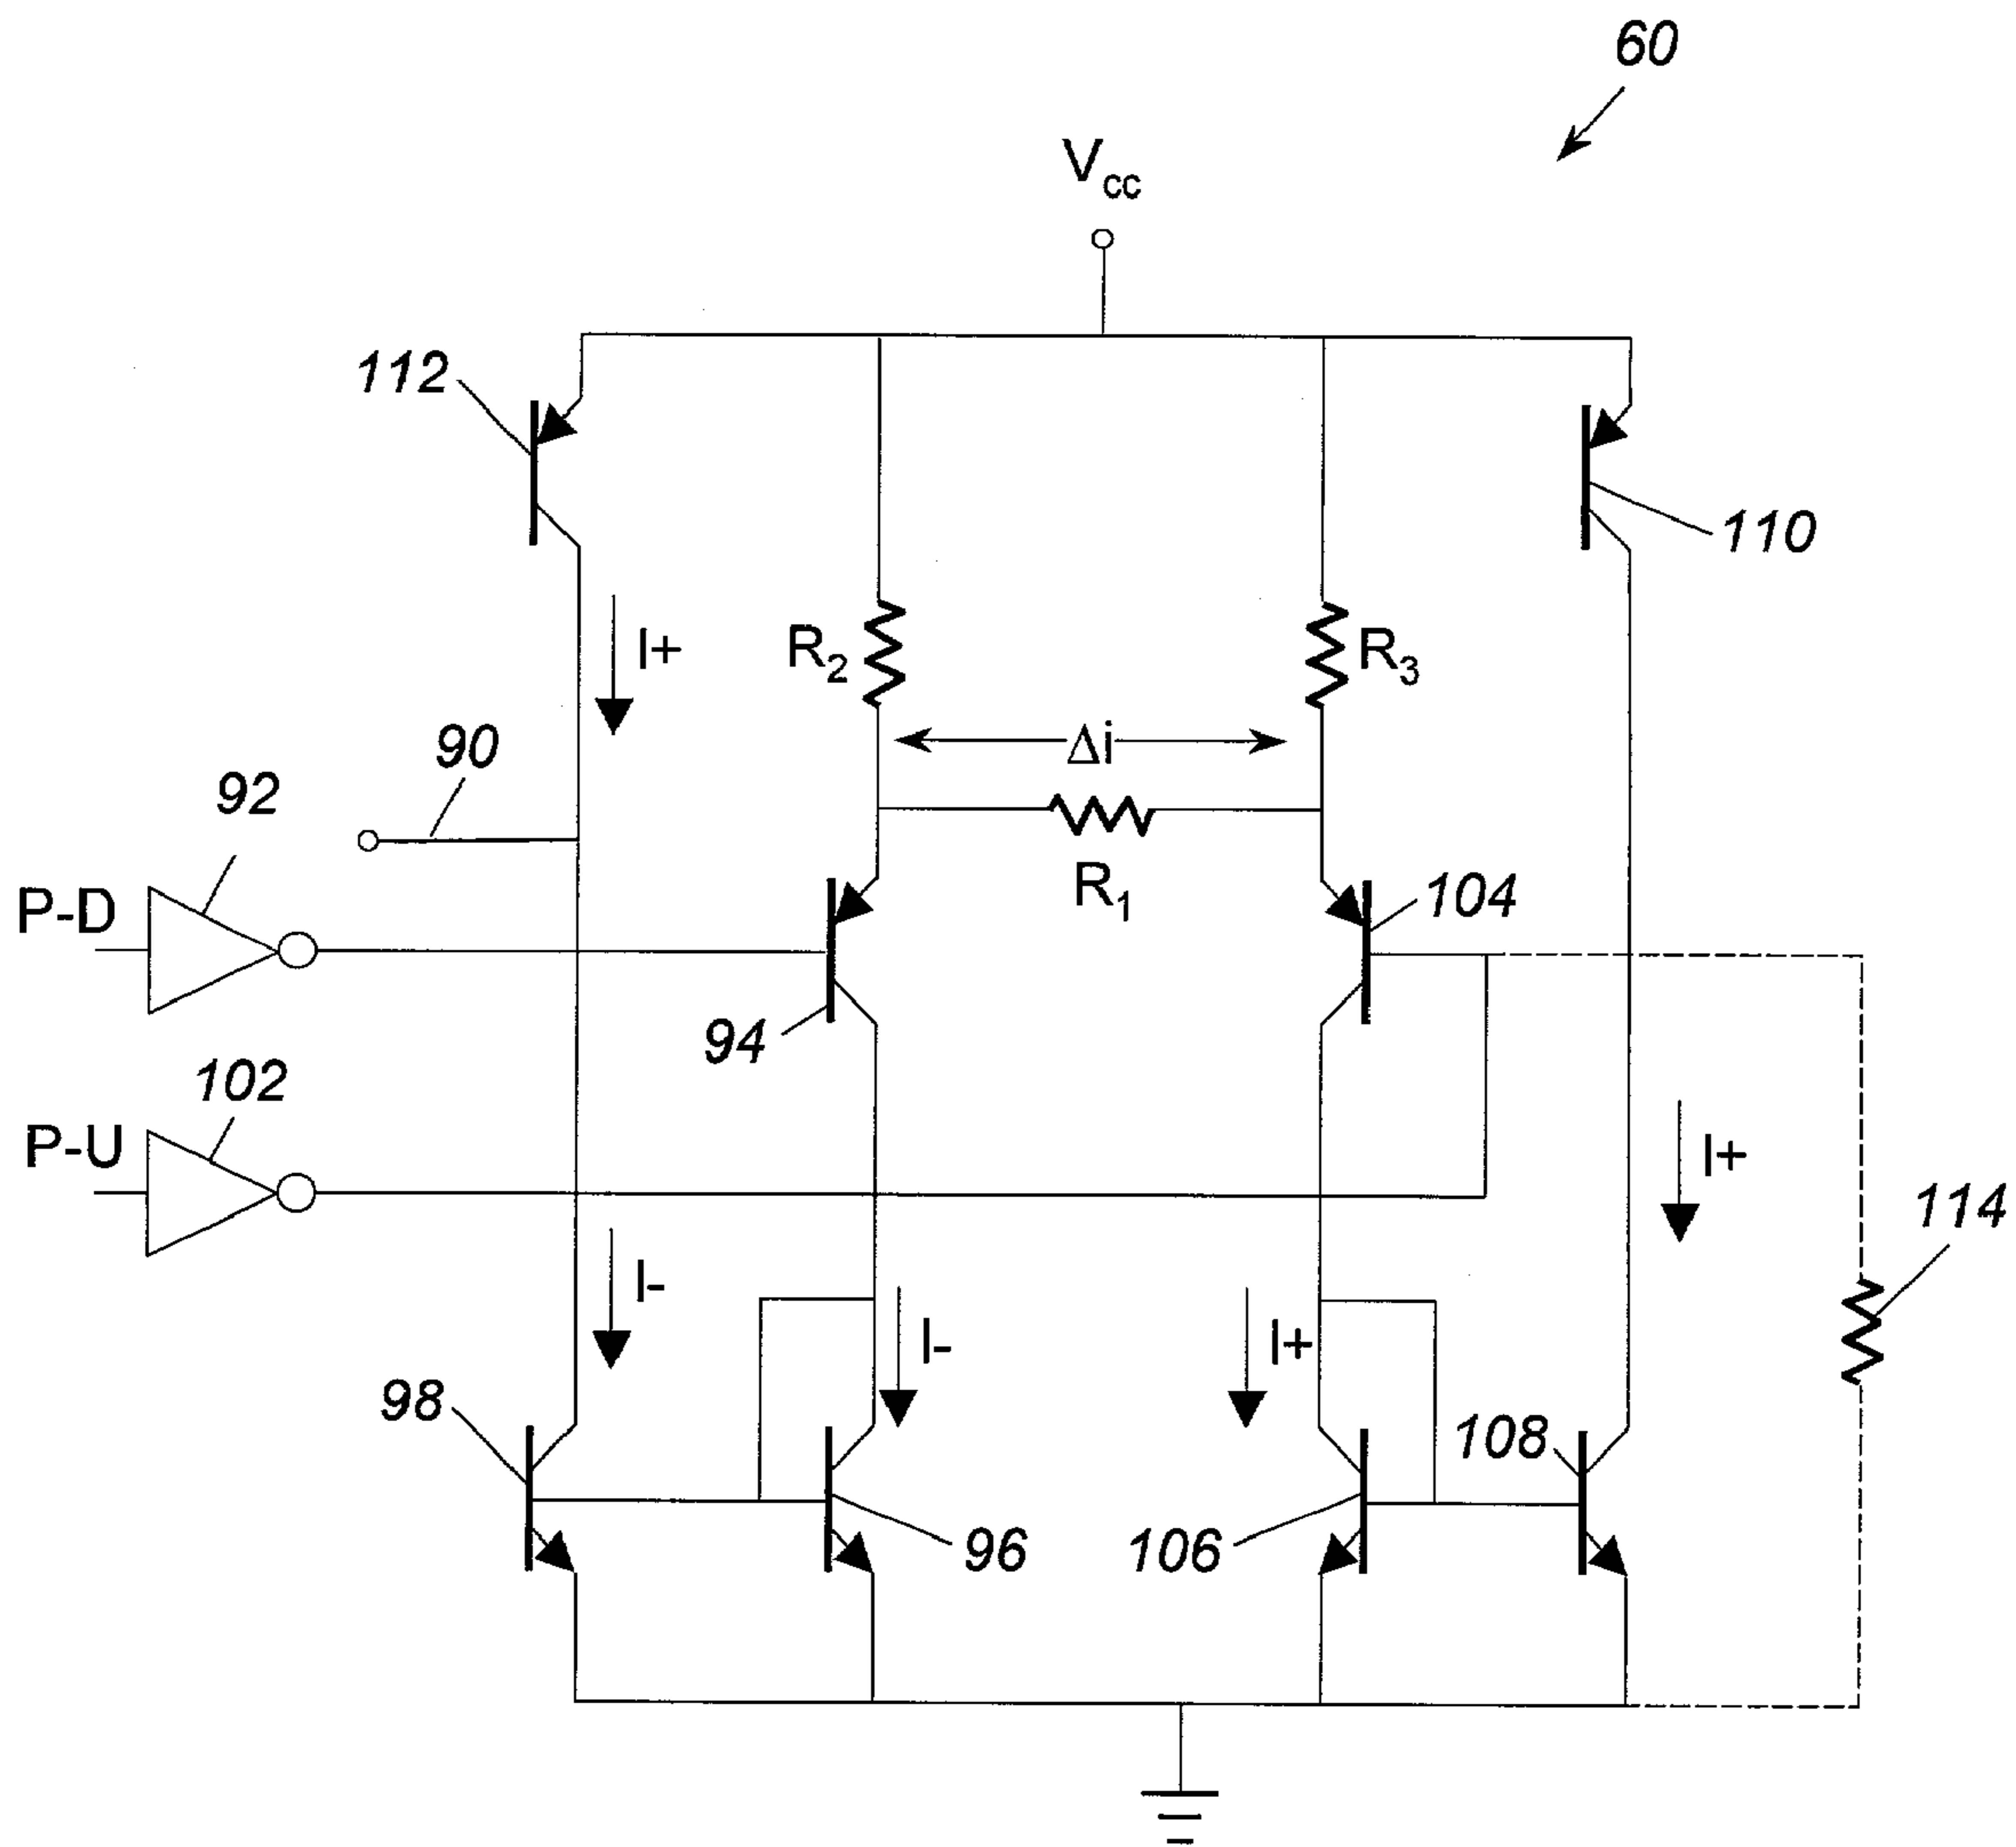 60
Vcc
112
110
I+
R2
R3
Δi
90
92
R1
104
P-D
94
102
P-U
I+
114
I-
I-
I+
98
108
96
106